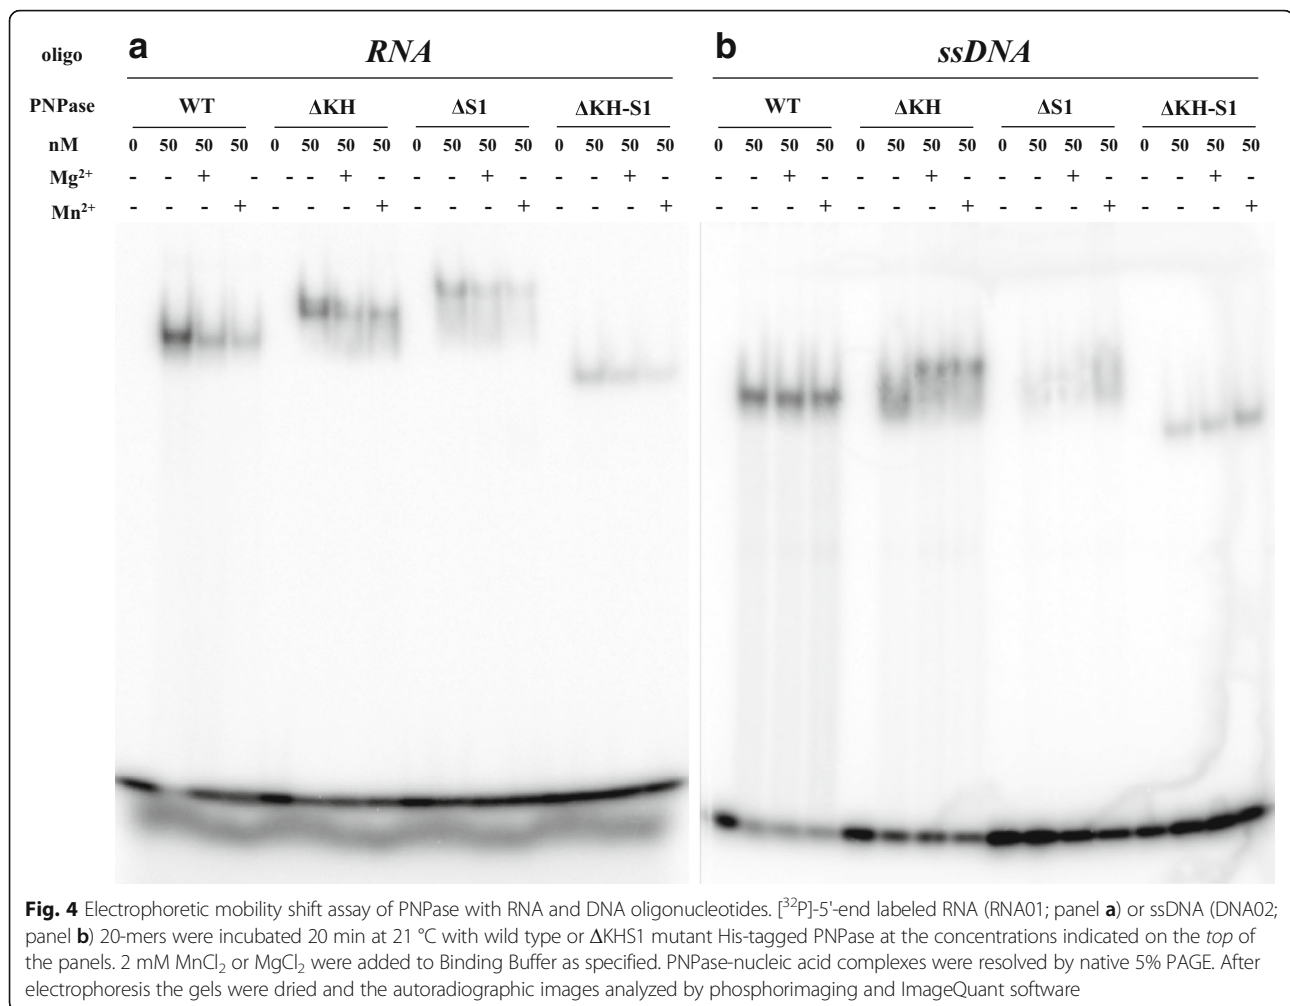 a RNA b ssDNA
oligo
PNPase WT ΔKH ΔS1 ΔKH-S1 WT ΔKH ΔS1 ΔKH-S1
nM 0 50 50 50 0 50 50 50 0 50 50 50 0 50 50 50 0 50 50 50 0 50 50 50 0 50 50 50 0 50 50 50
Mg²⁺ - - + - - - + - - - + - - - + - - - + - - - + - - - + - - - + -
Mn²⁺ - - - + - - - + - - - + - - - + - - - + - - - + - - - + - - - +
Fig. 4 Electrophoretic mobility shift assay of PNPase with RNA and DNA oligonucleotides. [³²P]-5'-end labeled RNA (RNA01; panel a) or ssDNA (DNA02;
panel b) 20-mers were incubated 20 min at 21 °C with wild type or ΔKHS1 mutant His-tagged PNPase at the concentrations indicated on the top of
the panels. 2 mM MnCl₂ or MgCl₂ were added to Binding Buffer as specified. PNPase-nucleic acid complexes were resolved by native 5% PAGE. After
electrophoresis the gels were dried and the autoradiographic images analyzed by phosphorimaging and ImageQuant software